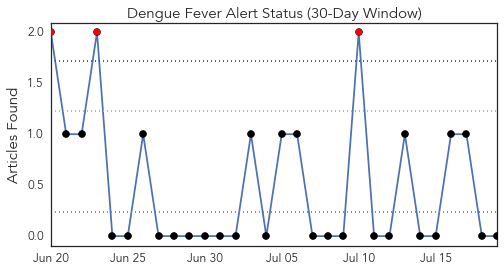 Dengue Fever Alert Status (30-Day Window)
Articles Found
2.0
1.5
1.0
0.5
0.0
Jun 20 Jun 25 Jun 30 Jul 05 Jul 10 Jul 15